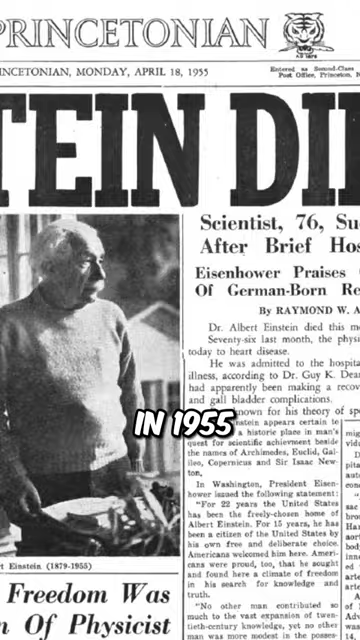 PRINCETONIAN
INCETONIAN, MONDAY, APRIL 18, 1955
Entered as Second-Class
Post Office, Princeton, N
TEIN DI
Scientist, 76, Su
After Brief Hos
Eisenhower Praises
Of German-Born Re
By RAYMOND W. A
Dr. Albert Einstein died this m
Seventy-six last month, the physi
today to heart disease.
He was admitted to the hospita
illness, according to Dr. Guy K. Dean
had apparently been making a recov
and gall bladder complications.
nown for his theory of sp
IN 1955
nstein appears certain to
a historic place in man's
quest for scientific achievment beside
the names of Archimedes, Euclid, Gal-
ileo, Copernicus and Sir Isaac New-
ton.
In Washington, President Eisen-
hower issued the following statement:
"For 22 years the United States
has been the freely-chosen home of
Albert Einstein. For 15 years, he has
been a citizen of the United States by
his own free and deliberate choice.
Americans welcomed him here. Ameri-
cans were proud, too, that he sought
and found here a climate of freedom
in his search for knowledge and
truth.
"No other man contributed so
much to the vast expansion of twen-
tieth-century knowledge, yet no other
man was more modest in the posses-
rt Einstein (1879-1955)
Freedom Was
n Of Physicist
r Truth